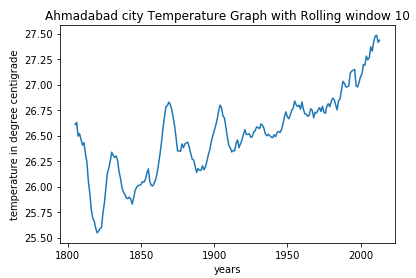 Ahmadabad city Temperature Graph with Rolling window 10
temperature in degree centigrade
27.50
27.25
27.00
26.75
26.50
26.25
26.00
25.75
25.50
1800 1850 1900 1950 2000
years